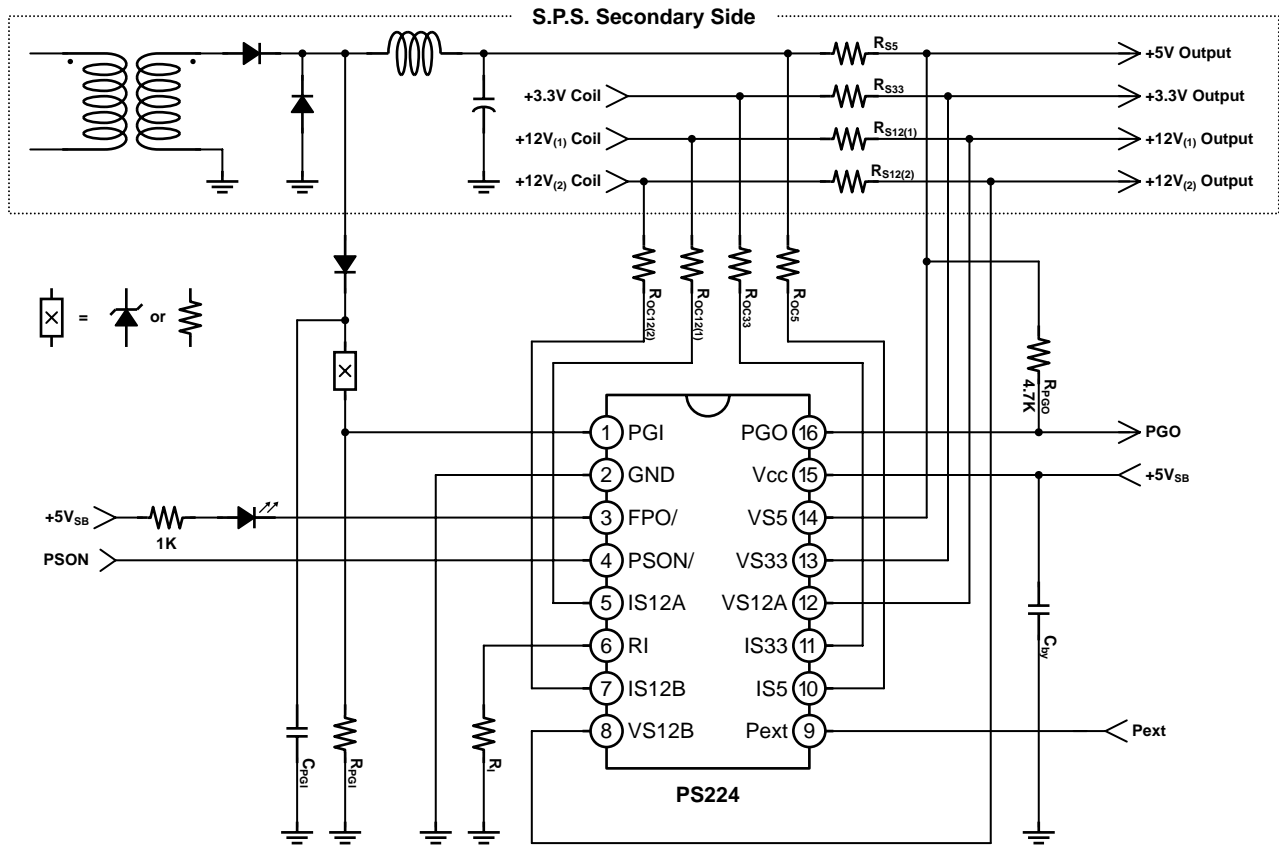 S.P.S. Secondary Side
RS5
+5V Output
+3.3V Coil
RS33
+3.3V Output
+12V(1) Coil
RS12(1)
+12V(1) Output
+12V(2) Coil
RS12(2)
+12V(2) Output
ROC12(2)
ROC12(1)
ROC33
ROC5
= or
RPGO
4.7K
1 PGI
PGO 16
PGO
2 GND
Vcc 15
+5VSB
+5VSB
1K
3 FPO/
VS5 14
PSON
4 PSON/
VS33 13
5 IS12A
VS12A 12
6 RI
IS33 11
Cby
7 IS12B
IS5 10
8 VS12B
Pext 9
Pext
CPGI
RPGI
RI
PS224